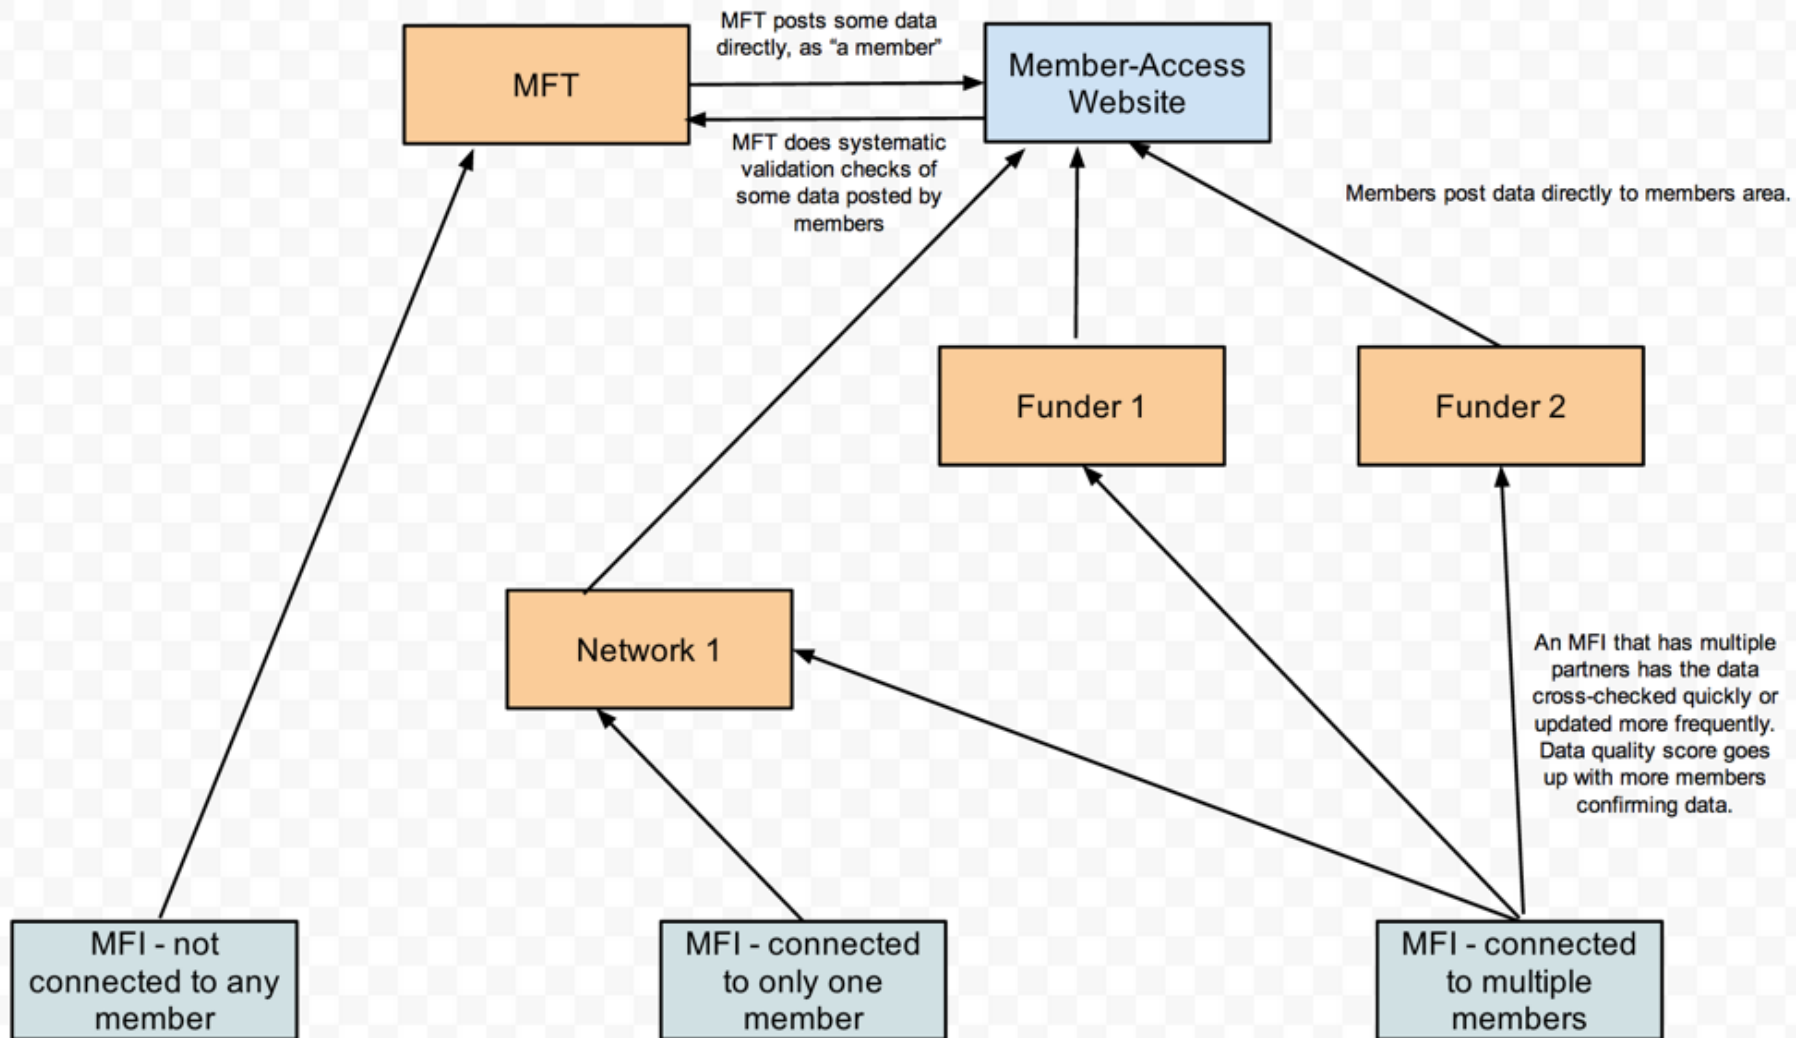 MFT posts some data
directly, as “a member”
MFT
Member-Access
Website
MFT does systematic
validation checks of
some data posted by
members
Members post data directly to members area.
Funder 1
Funder 2
Network 1
An MFI that has multiple
partners has the data
cross-checked quickly or
updated more frequently.
Data quality score goes
up with more members
confirming data.
MFI - not
connected to any
member
MFI - connected
to only one
member
MFI - connected
to multiple
members